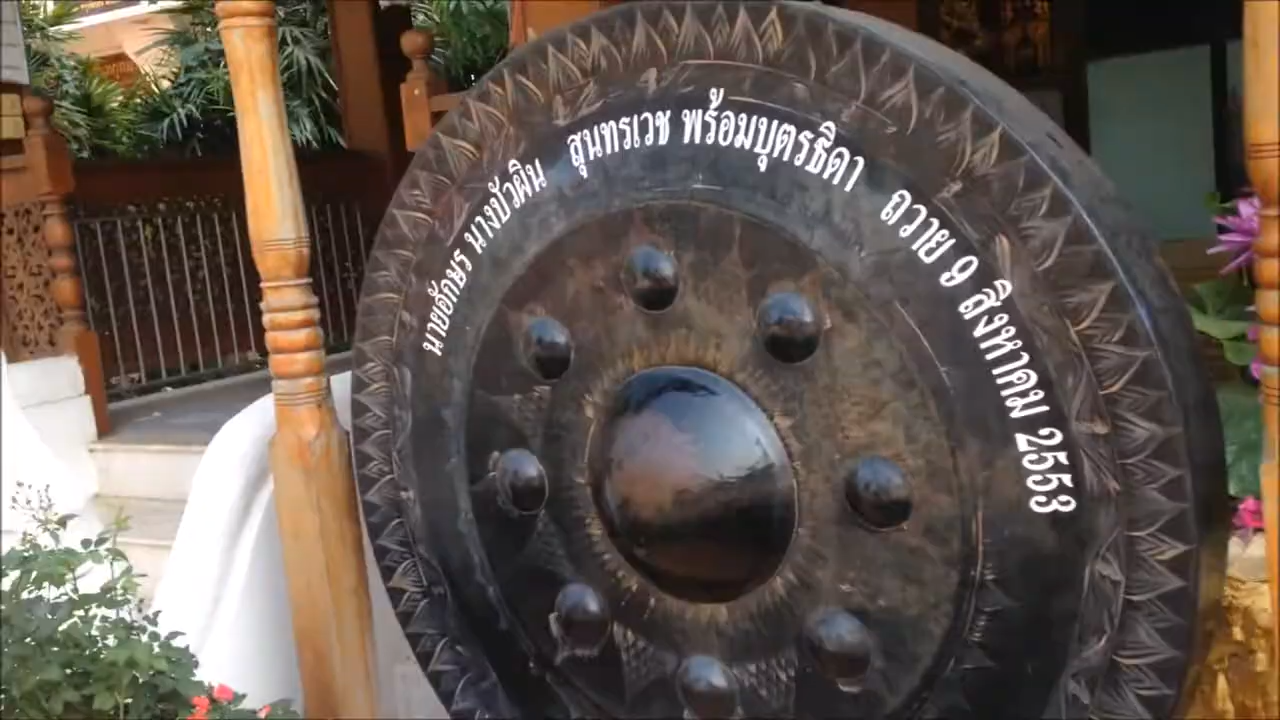 นายอักษร นางบัวผิน สุนทรเวช พร้อมบุตรธิดา ถวาย 9 สิงหาคม 2553